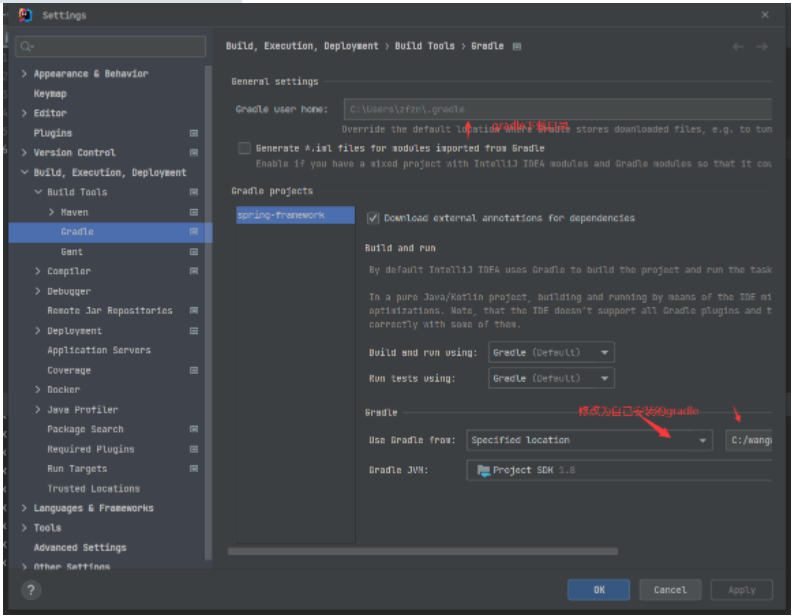 Settings
Build, Execution, Deployment › Build Tools › Gradle
Appearance & Behavior
Keymap
Editor
Plugins
Version Control
Build, Execution, Deployment
Build Tools
Maven
Gradle
Gant
Compiler
Debugger
Remote Jar Repositories
Deployment
Application Servers
Coverage
Docker
Java Profiler
Package Search
Required Plugins
Run Targets
Trusted Locations
Languages & Frameworks
Tools
Advanced Settings
Other Settings
General settings
Gradle user home: C:\Users\zfzn\.gradle
gradle下载目录
Override the default location where Gradle stores downloaded files, e.g. to tun
Generate *.iml files for modules imported from Gradle
Enable if you have a mixed project with IntelliJ IDEA modules and Gradle modules so that it cou
Gradle projects
spring-framework
Download external annotations for dependencies
Build and run
By default IntelliJ IDEA uses Gradle to build the project and run the task
In a pure Java/Kotlin project, building and running by means of the IDE mi
optimizations. Note, that the IDE doesn't support all Gradle plugins and t
correctly with some of them.
Build and run using: Gradle (Default)
Run tests using: Gradle (Default)
Gradle
修改为自己安装的gradle
Use Gradle from: Specified location C:/wangw
Gradle JVM: Project SDK 1.8
? OK Cancel Apply